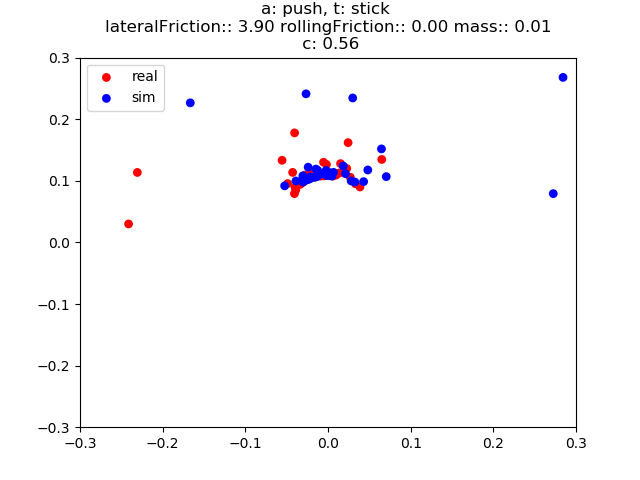 a: push, t: stick
lateralFriction:: 3.90 rollingFriction:: 0.00 mass:: 0.01
c: 0.56
real
sim
0.3
0.2
0.1
0.0
−0.1
−0.2
−0.3
−0.3
−0.2
−0.1
0.0
0.1
0.2
0.3